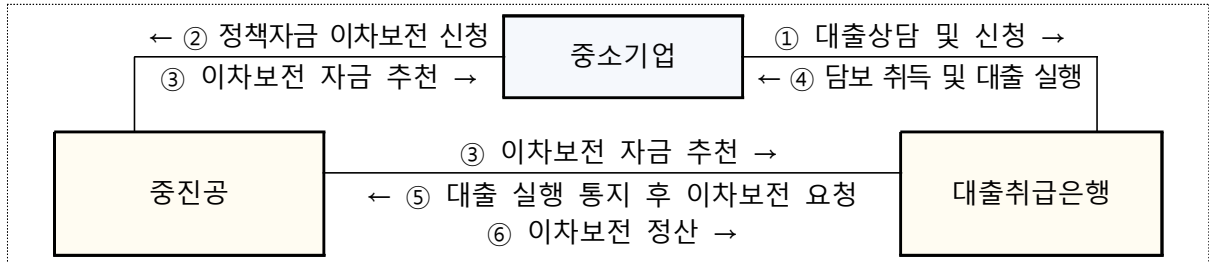 ← ② 정책자금 이차보전 신청
중소기업
① 대출상담 및 신청 →
③ 이차보전 자금 추천 →
← ④ 담보 취득 및 대출 실행
③ 이차보전 자금 추천 →
중진공
← ⑤ 대출 실행 통지 후 이차보전 요청
대출취급은행
⑥ 이차보전 정산 →